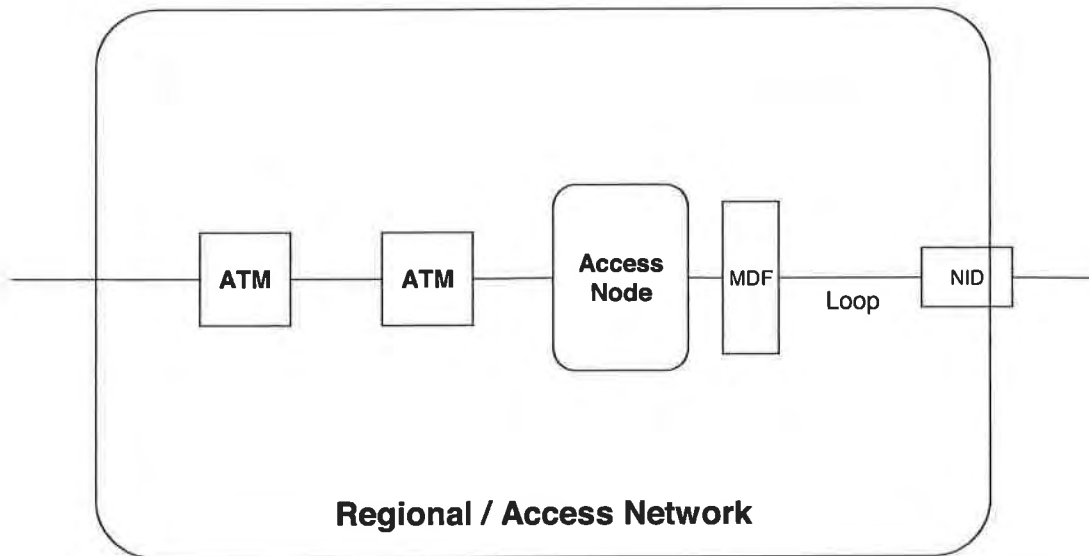 ATM
ATM
Access
Node
MDF
Loop
NID
Regional / Access Network